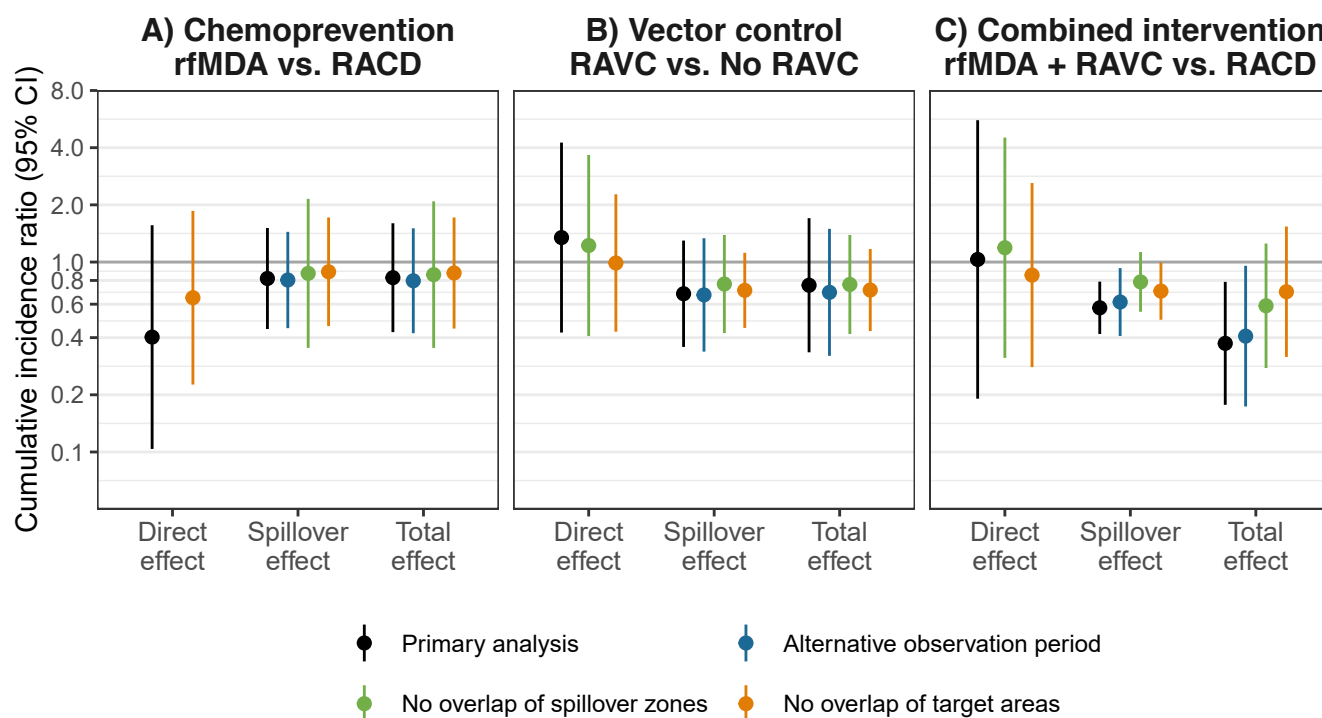 A) Chemoprevention
rfMDA vs. RACD
B) Vector control
RAVC vs. No RAVC
C) Combined intervention
rfMDA + RAVC vs. RACD
Cumulative incidence ratio (95% CI)
8.0
4.0
2.0
1.0
0.8
0.6
0.4
0.2
0.1
Direct
effect
Spillover
effect
Total
effect
Direct
effect
Spillover
effect
Total
effect
Direct
effect
Spillover
effect
Total
effect
Primary analysis
Alternative observation period
No overlap of spillover zones
No overlap of target areas